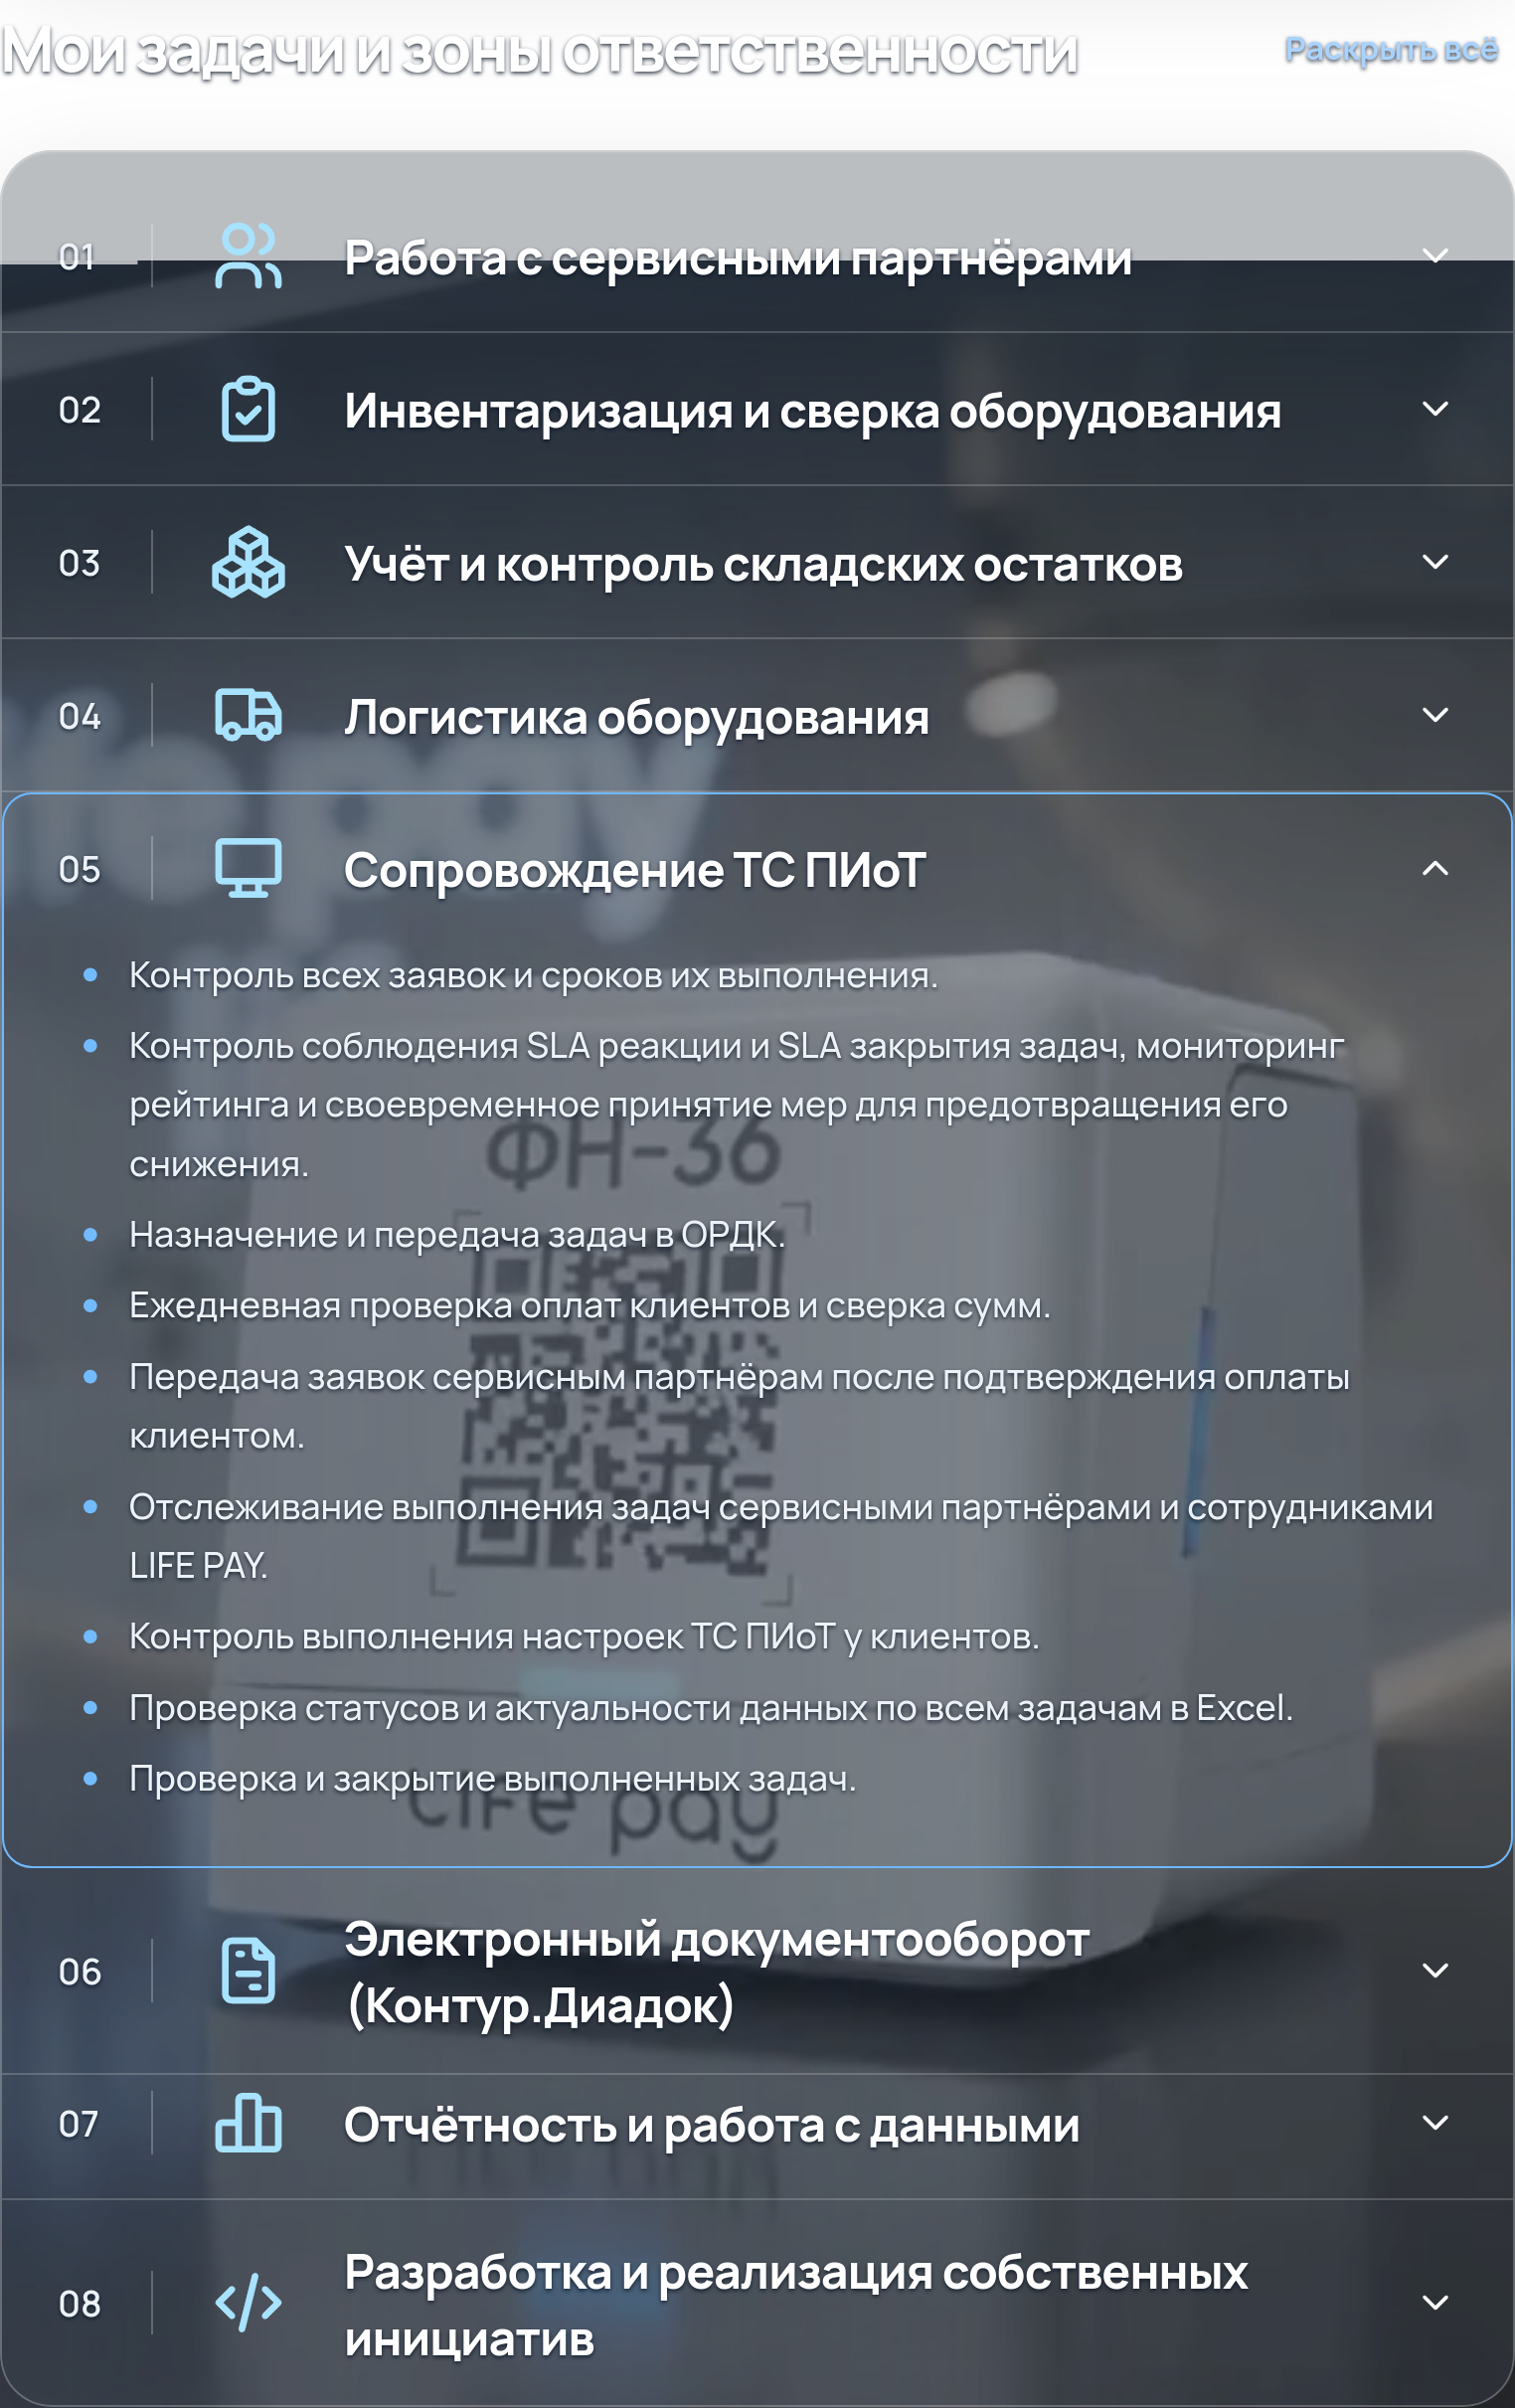 Мои задачи и зоны ответственности
Раскрыть всё
01
Работа с сервисными партнёрами
02
Инвентаризация и сверка оборудования
03
Учёт и контроль складских остатков
04
Логистика оборудования
05
Сопровождение ТС ПИоТ
Контроль всех заявок и сроков их выполнения.
Контроль соблюдения SLA реакции и SLA закрытия задач, мониторинг
рейтинга и своевременное принятие мер для предотвращения его
снижения.
ФН-36
Назначение и передача задач в ОРДК.
Ежедневная проверка оплат клиентов и сверка сумм.
Передача заявок сервисным партнёрам после подтверждения оплаты
клиентом.
Отслеживание выполнения задач сервисными партнёрами и сотрудниками
LIFE PAY.
Контроль выполнения настроек ТС ПИоТ у клиентов.
Проверка статусов и актуальности данных по всем задачам в Excel.
Проверка и закрытие выполненных задач.
LIFe pay
06
Электронный документооборот
(Контур.Диадок)
07
Отчётность и работа с данными
08
Разработка и реализация собственных
инициатив